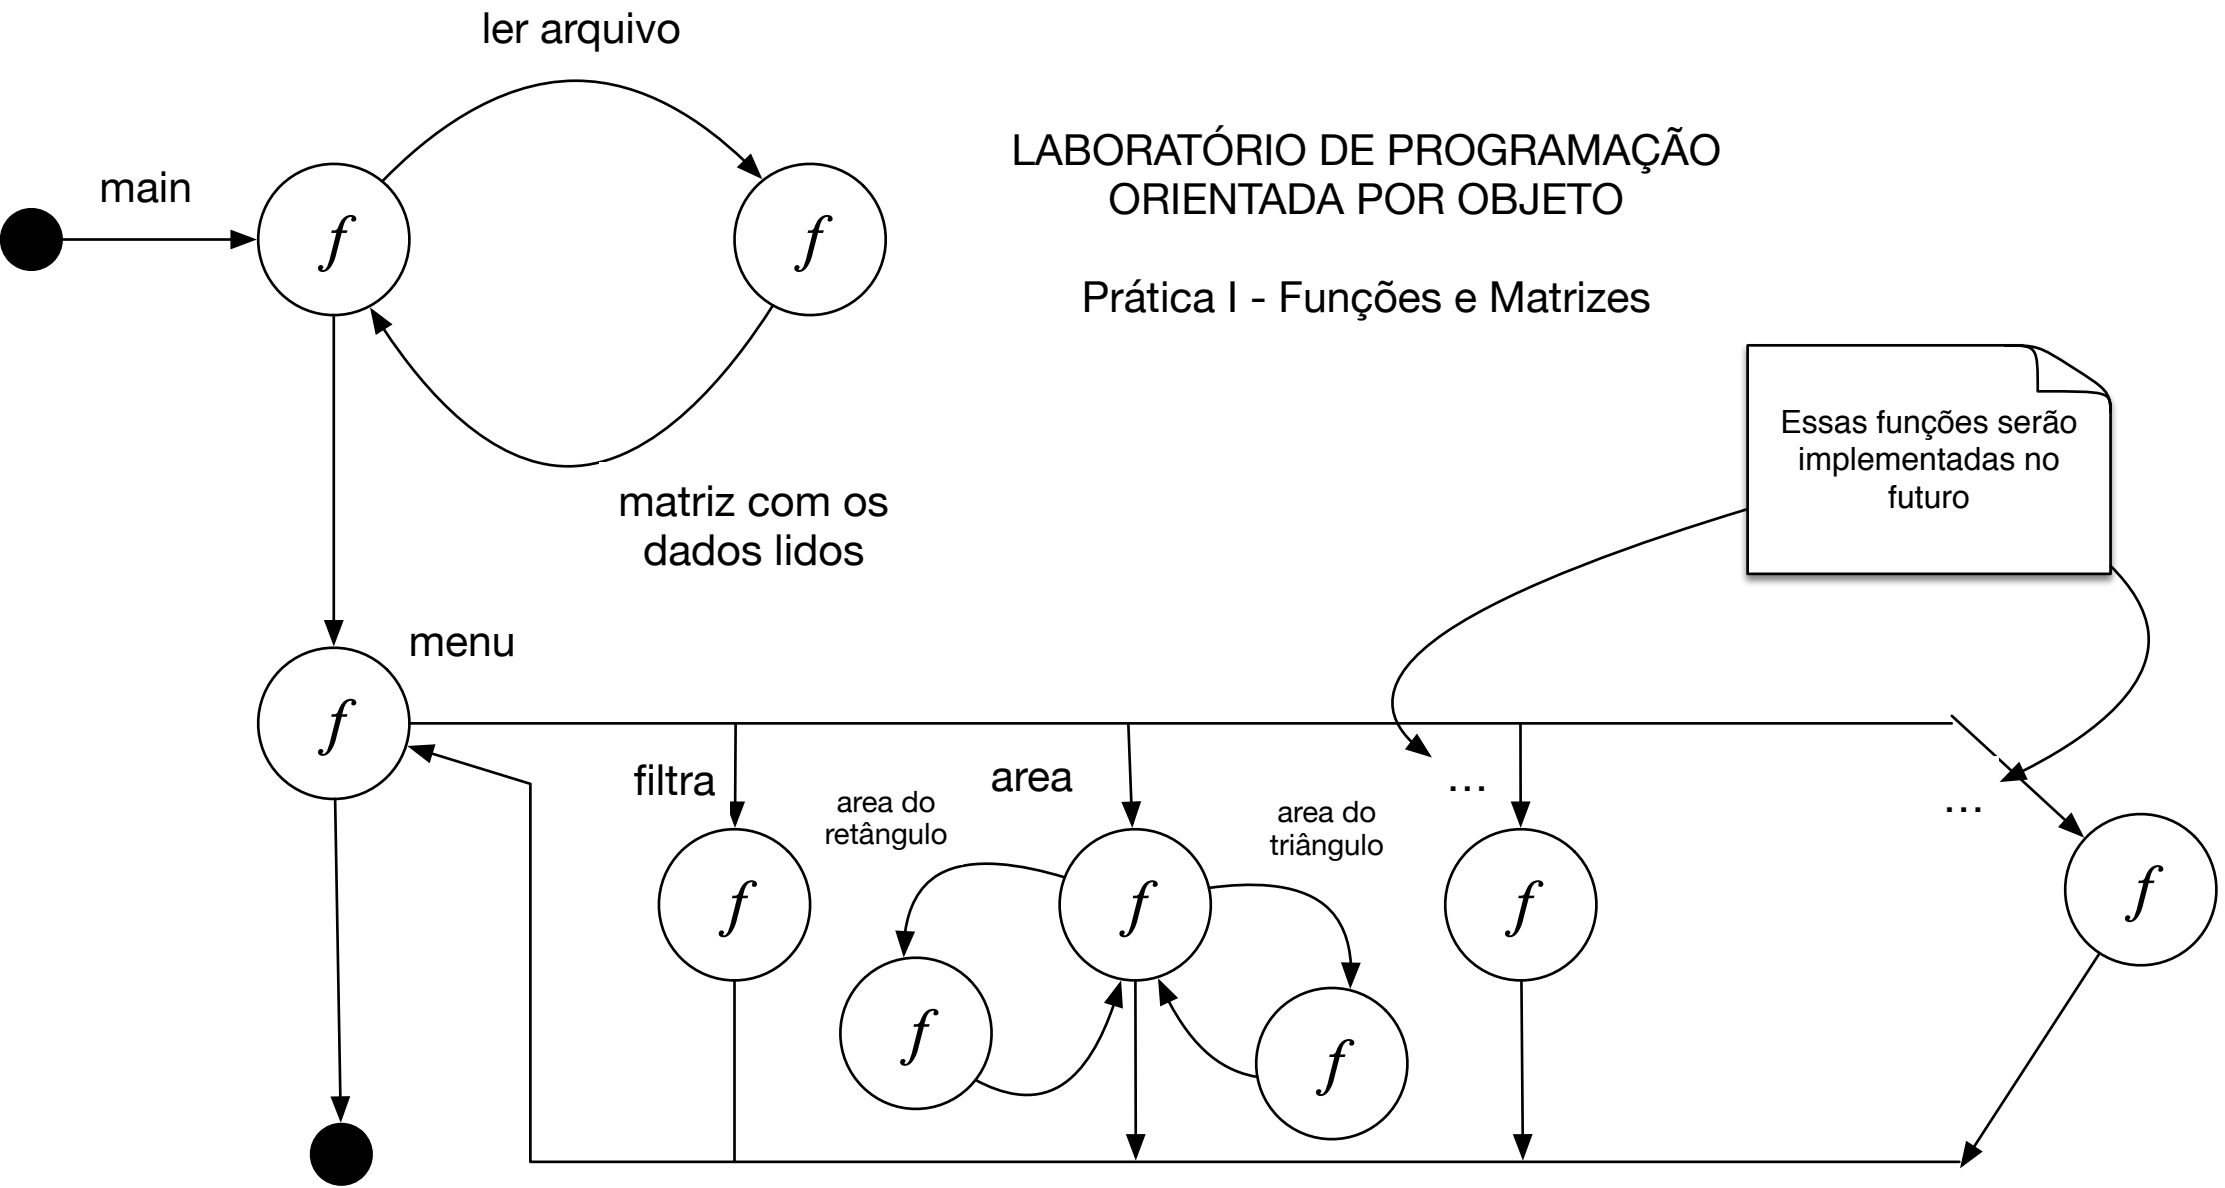 ler arquivo
LABORATÓRIO DE PROGRAMAÇÃO
ORIENTADA POR OBJETO
main
f
f
Prática I - Funções e Matrizes
Essas funções serão
implementadas no
futuro
matriz com os
dados lidos
menu
f
filtra
area
area do
retângulo
area do
triângulo
...
...
f
f
f
f
f
f